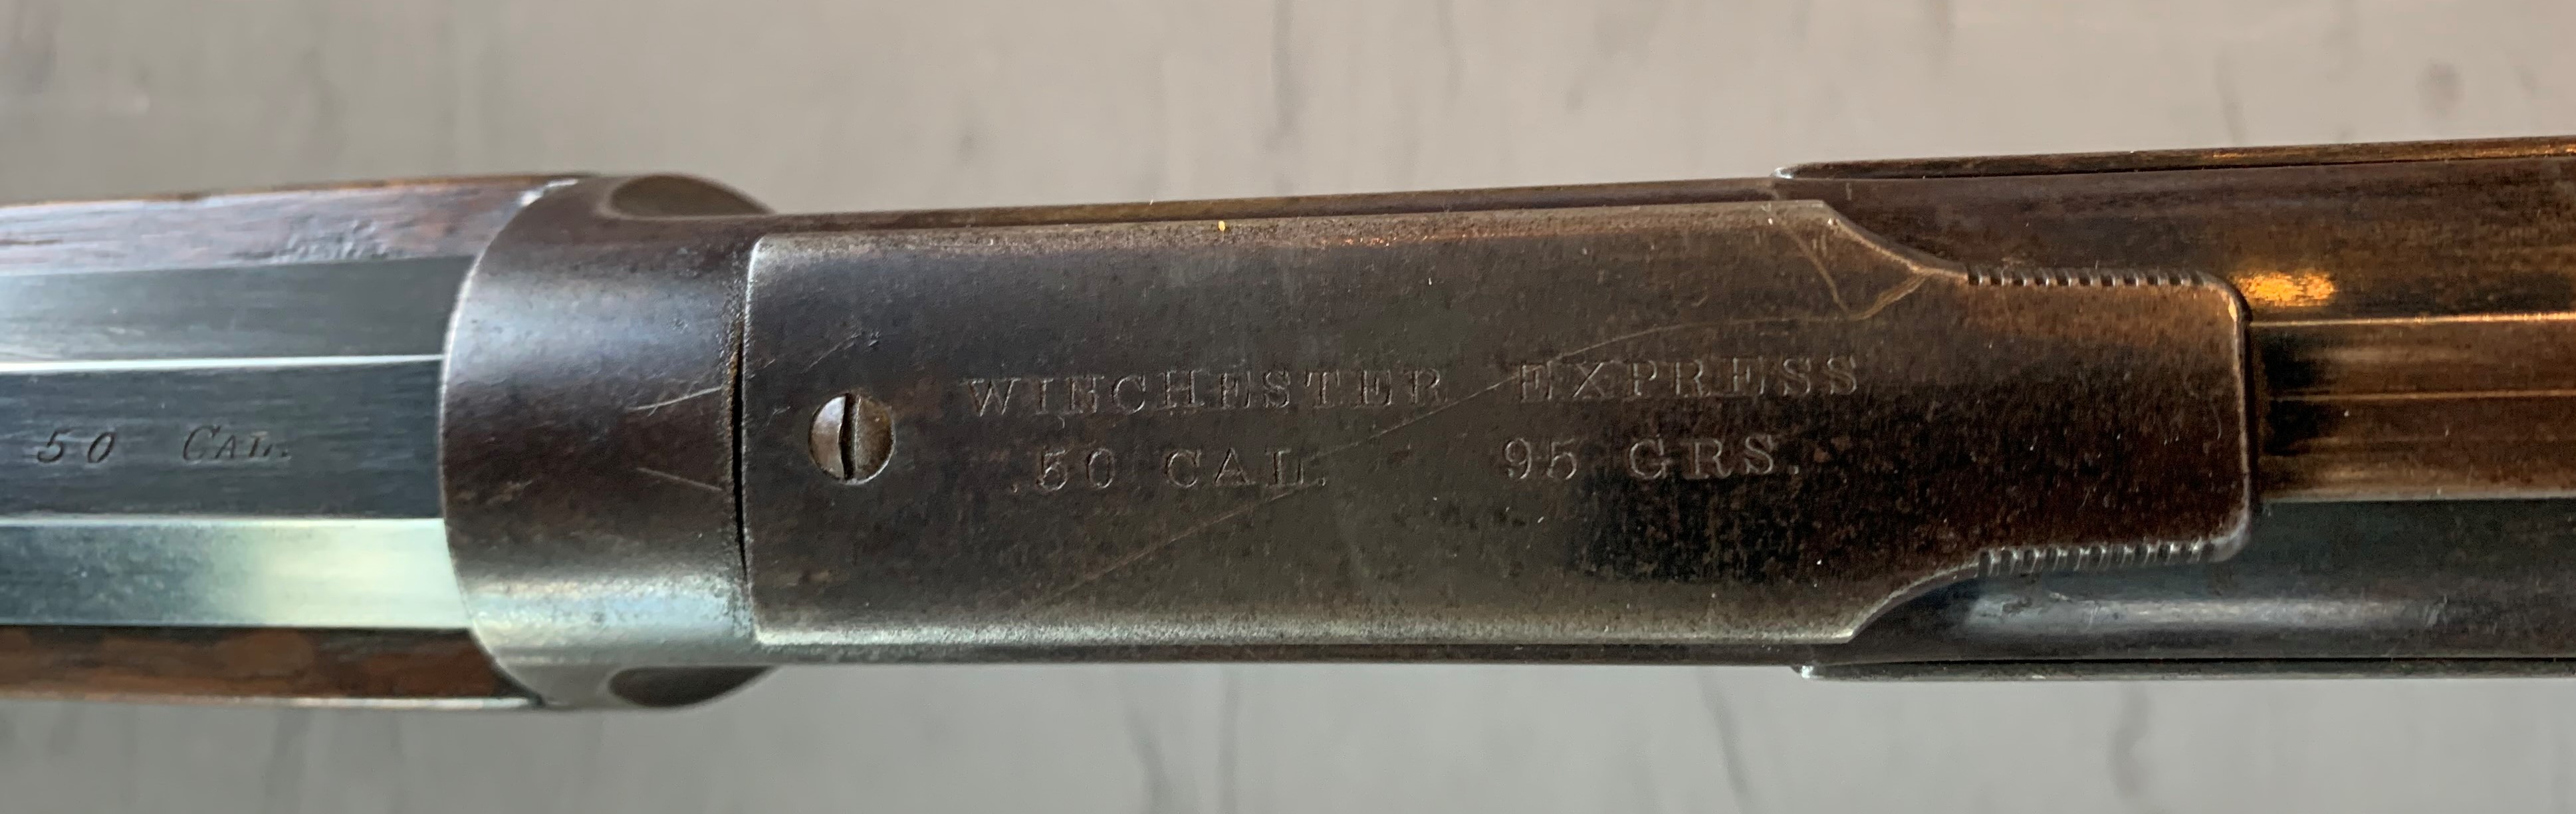 50 CAL.
WINCHESTER EXPRESS
.50 CAL. 95 GRS.